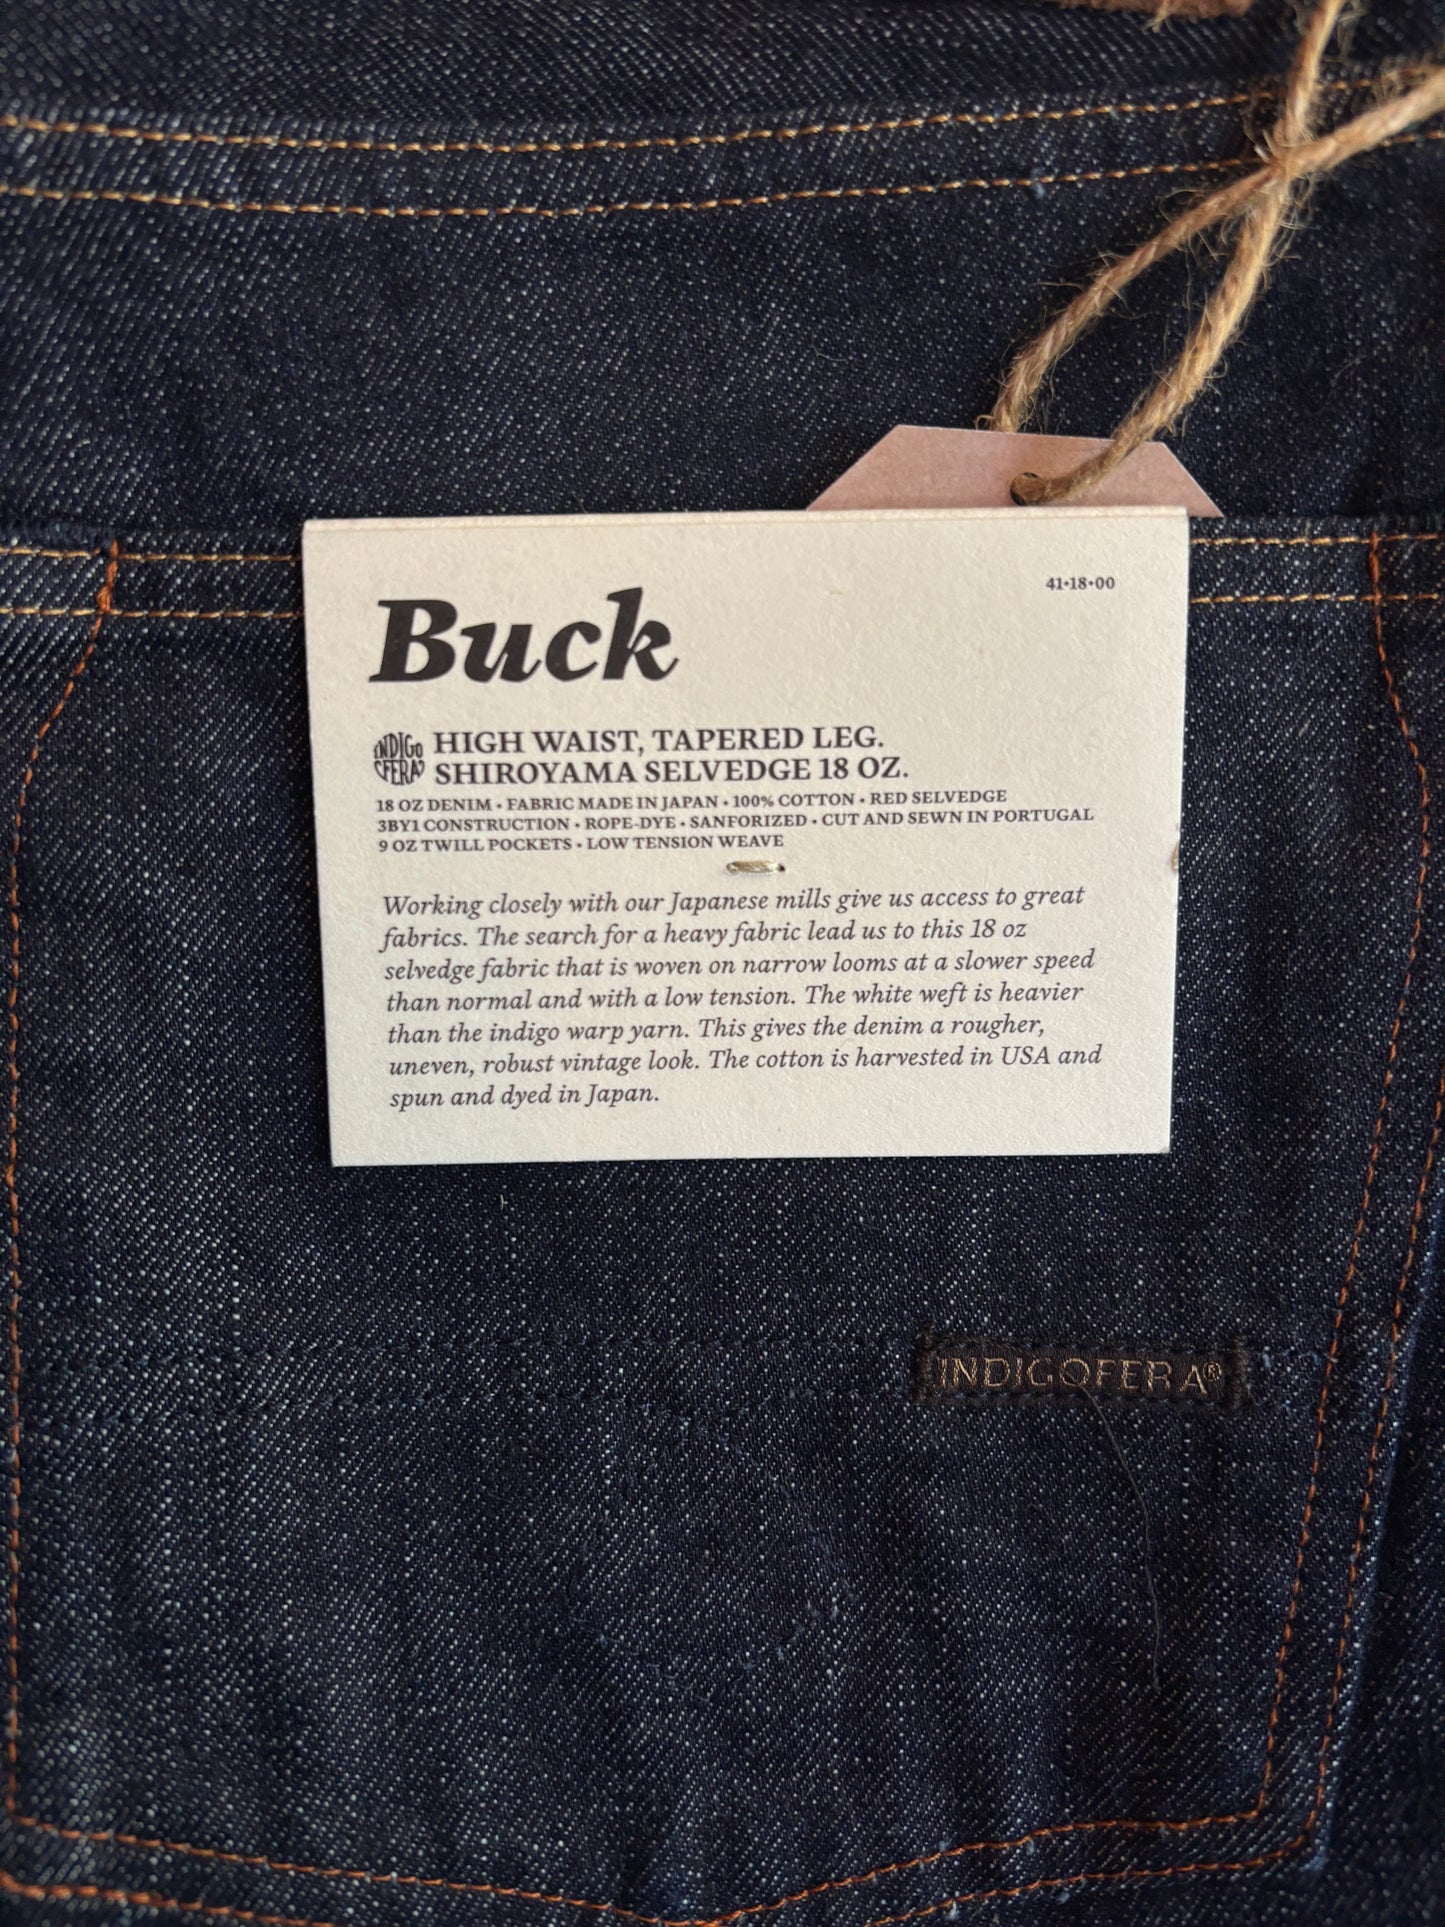 41•18•00
Buck
INDIGO
FERA
HIGH WAIST, TAPERED LEG.
SHIROYAMA SELVEDGE 18 OZ.
18 OZ DENIM • FABRIC MADE IN JAPAN • 100% COTTON • RED SELVEDGE
3BY1 CONSTRUCTION • ROPE-DYE • SANFORIZED • CUT AND SEWN IN PORTUGAL
9 OZ TWILL POCKETS • LOW TENSION WEAVE
Working closely with our Japanese mills give us access to great
fabrics. The search for a heavy fabric lead us to this 18 oz
selvedge fabric that is woven on narrow looms at a slower speed
than normal and with a low tension. The white weft is heavier
than the indigo warp yarn. This gives the denim a rougher,
uneven, robust vintage look. The cotton is harvested in USA and
spun and dyed in Japan.
INDIGOFERA®